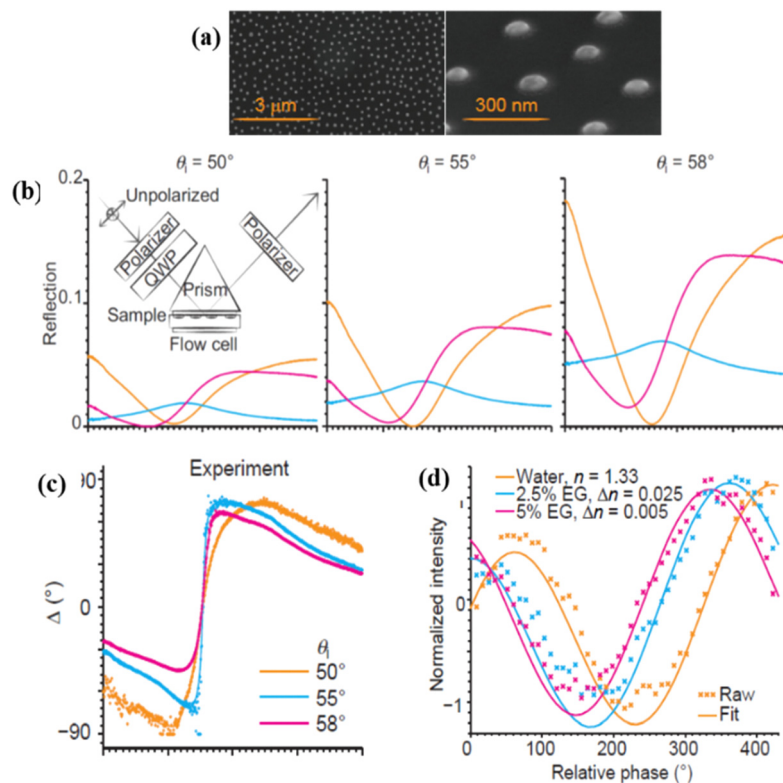 (a)
3 μm
300 nm
(b)
θi = 50°
θi = 55°
θi = 58°
0.2
0.1
0
Reflection
Unpolarized
Polarizer
QWP
Prism
Polarizer
Sample
Flow cell
(c)
Experiment
90
0
−90
Δ (°)
θi
50°
55°
58°
(d)
Water, n = 1.33
2.5% EG, Δn = 0.025
5% EG, Δn = 0.005
1
0
−1
Normalized intensity
Raw
Fit
0
100
200
300
400
Relative phase (°)